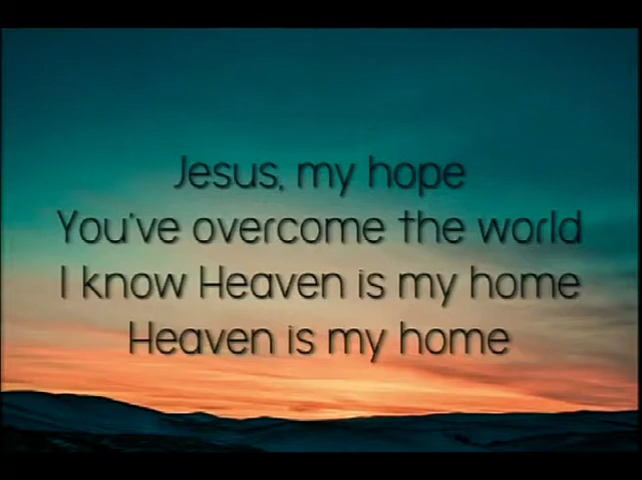 Jesus, my hope
You've overcome the world
I know Heaven is my home
Heaven is my home